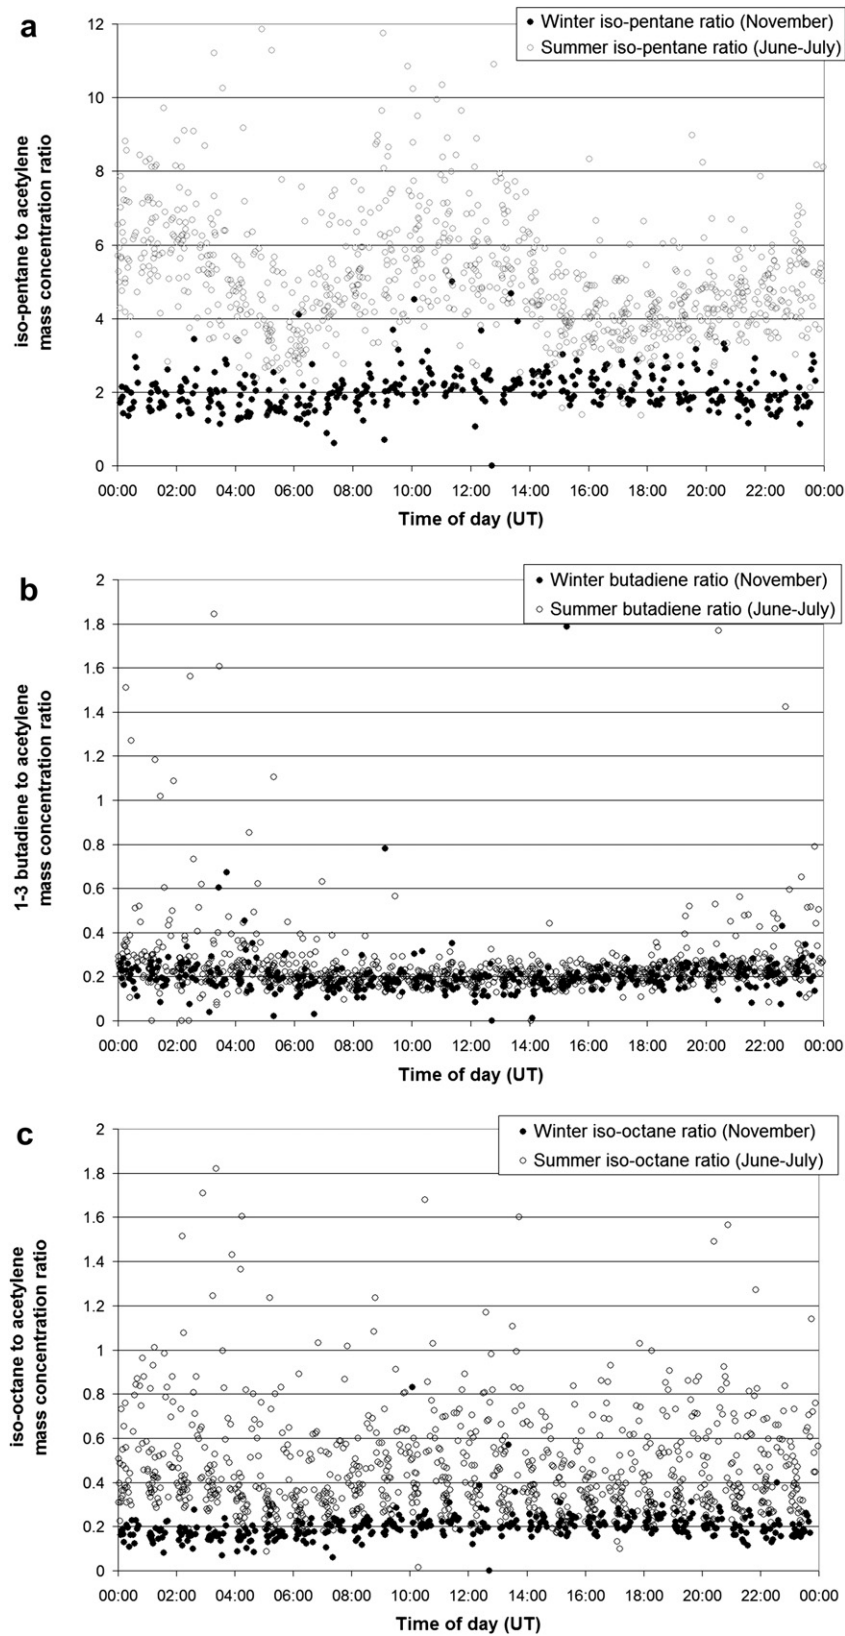 a
Winter iso-pentane ratio (November)
Summer iso-pentane ratio (June-July)
iso-pentane to acetylene
mass concentration ratio
12
10
8
6
4
2
0
00:00 02:00 04:00 06:00 08:00 10:00 12:00 14:00 16:00 18:00 20:00 22:00 00:00
Time of day (UT)
b
Winter butadiene ratio (November)
Summer butadiene ratio (June-July)
1-3 butadiene to acetylene
mass concentration ratio
2
1.8
1.6
1.4
1.2
1
0.8
0.6
0.4
0.2
0
00:00 02:00 04:00 06:00 08:00 10:00 12:00 14:00 16:00 18:00 20:00 22:00 00:00
Time of day (UT)
c
Winter iso-octane ratio (November)
Summer iso-octane ratio (June-July)
iso-octane to acetylene
mass concentration ratio
2
1.8
1.6
1.4
1.2
1
0.8
0.6
0.4
0.2
0
00:00 02:00 04:00 06:00 08:00 10:00 12:00 14:00 16:00 18:00 20:00 22:00 00:00
Time of day (UT)